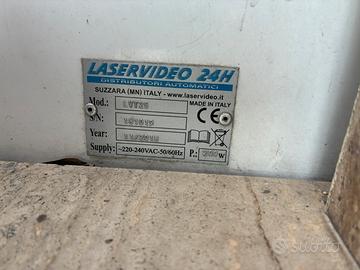 LASERVIDEO 24H
DISTRIBUTORI AUTOMATICI
SUZZARA (MN) ITALY - www.laservideo.it
Mod.:
MADE IN ITALY
S/N:
CE
Year:
Supply: ~220-240VAC-50/60Hz P.: W
subito